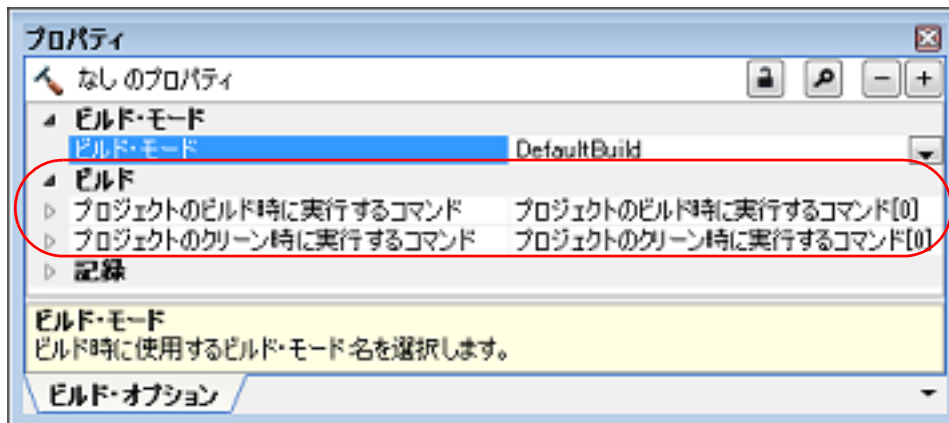 プロパティ
なし のプロパティ
ビルド・モード
ビルド・モード DefaultBuild
ビルド
プロジェクトのビルド時に実行するコマンド プロジェクトのビルド時に実行するコマンド[0]
プロジェクトのクリーン時に実行するコマンド プロジェクトのクリーン時に実行するコマンド[0]
記録
ビルド・モード
ビルド時に使用するビルド・モード名を選択します。
ビルド・オプション